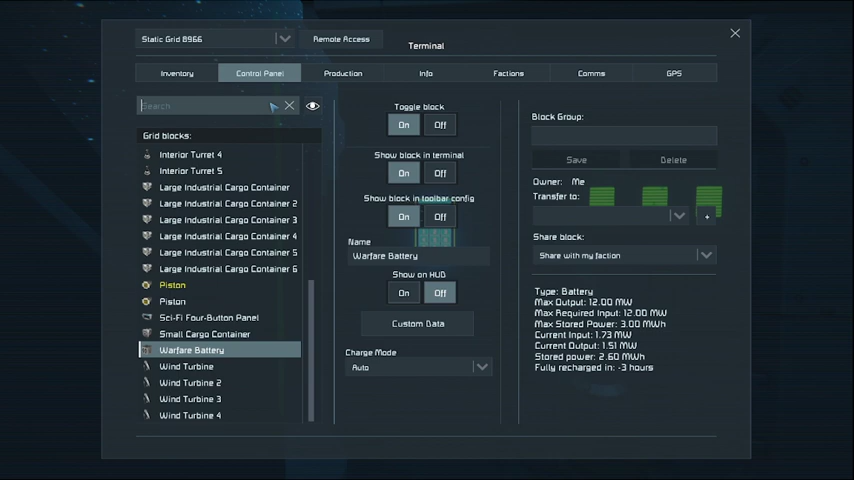 Static Grid 8966
Remote Access
Terminal
Inventory
Control Panel
Production
Info
Factions
Comms
GPS
Search
Grid blocks:
Interior Turret 4
Interior Turret 5
Large Industrial Cargo Container
Large Industrial Cargo Container 2
Large Industrial Cargo Container 3
Large Industrial Cargo Container 4
Large Industrial Cargo Container 5
Large Industrial Cargo Container 6
Piston
Piston
Sci-Fi Four-Button Panel
Small Cargo Container
Warfare Battery
Wind Turbine
Wind Turbine 2
Wind Turbine 3
Wind Turbine 4
Toggle block
On Off
Show block in terminal
On Off
Show block in toolbar config
On Off
Name
Warfare Battery
Show on HUD
On Off
Custom Data
Charge Mode
Auto
Block Group:
Save Delete
Owner: Me
Transfer to:
+
Share block:
Share with my faction
Type: Battery
Max Output: 12.00 MW
Max Required Input: 12.00 MW
Max Stored Power: 3.00 MWh
Current Input: 1.73 MW
Current Output: 1.51 MW
Stored power: 2.60 MWh
Fully recharged in: -3 hours